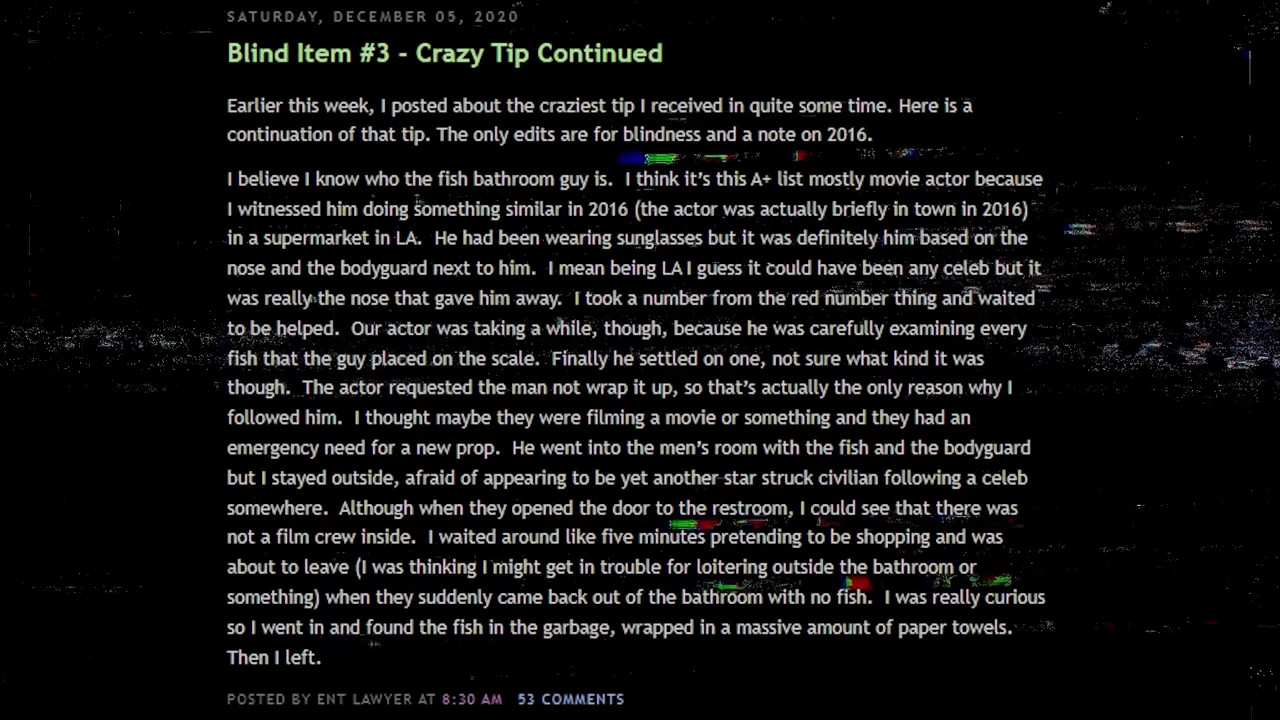 SATURDAY, DECEMBER 05, 2020
Blind Item #3 - Crazy Tip Continued
Earlier this week, I posted about the craziest tip I received in quite some time. Here is a
continuation of that tip. The only edits are for blindness and a note on 2016.
I believe I know who the fish bathroom guy is.  I think it’s this A+ list mostly movie actor because
I witnessed him doing something similar in 2016 (the actor was actually briefly in town in 2016)
in a supermarket in LA.  He had been wearing sunglasses but it was definitely him based on the
nose and the bodyguard next to him.  I mean being LA I guess it could have been any celeb but it
was really the nose that gave him away.  I took a number from the red number thing and waited
to be helped.  Our actor was taking a while, though, because he was carefully examining every
fish that the guy placed on the scale.  Finally he settled on one, not sure what kind it was
though.  The actor requested the man not wrap it up, so that’s actually the only reason why I
followed him.  I thought maybe they were filming a movie or something and they had an
emergency need for a new prop.  He went into the men’s room with the fish and the bodyguard
but I stayed outside, afraid of appearing to be yet another star struck civilian following a celeb
somewhere.  Although when they opened the door to the restroom, I could see that there was
not a film crew inside.  I waited around like five minutes pretending to be shopping and was
about to leave (I was thinking I might get in trouble for loitering outside the bathroom or
something) when they suddenly came back out of the bathroom with no fish.  I was really curious
so I went in and found the fish in the garbage, wrapped in a massive amount of paper towels.
Then I left.
POSTED BY ENT LAWYER AT 8:30 AM   53 COMMENTS